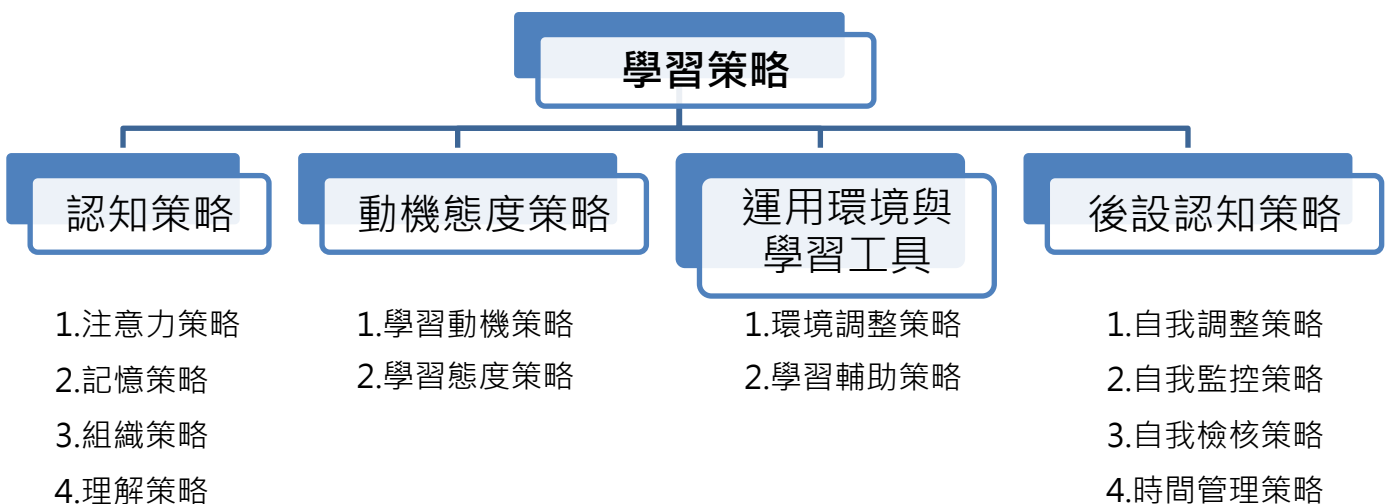 學習策略
認知策略
1.注意力策略
2.記憶策略
3.組織策略
4.理解策略
動機態度策略
1.學習動機策略
2.學習態度策略
運用環境與
學習工具
1.環境調整策略
2.學習輔助策略
後設認知策略
1.自我調整策略
2.自我監控策略
3.自我檢核策略
4.時間管理策略